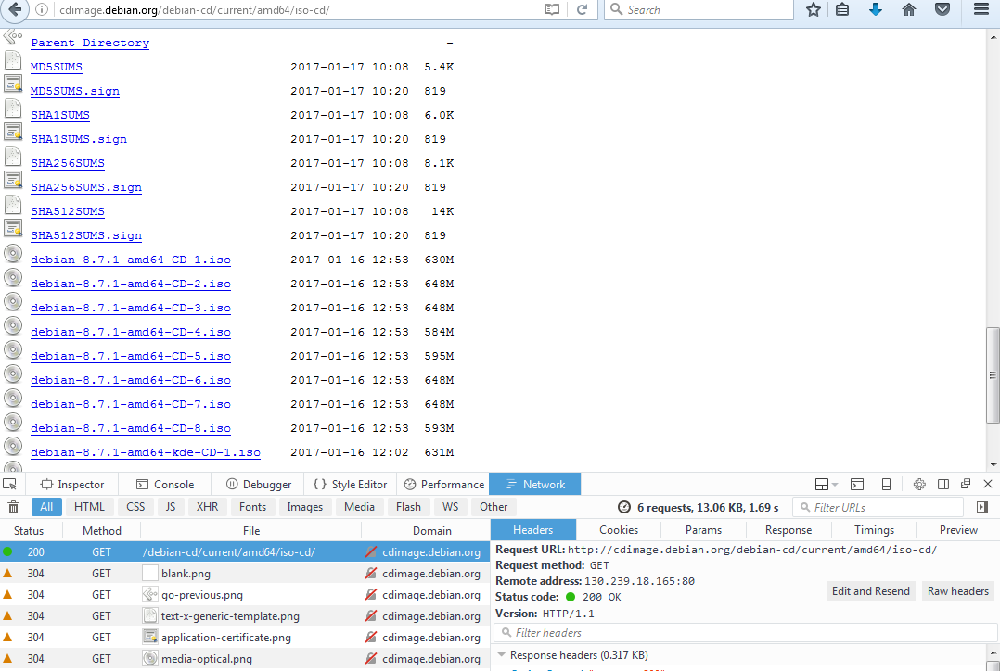 cdimage.debian.org/debian-cd/current/amd64/iso-cd/ Search
Parent Directory -
MD5SUMS 2017-01-17 10:08 5.4K
MD5SUMS.sign 2017-01-17 10:20 819
SHA1SUMS 2017-01-17 10:08 6.0K
SHA1SUMS.sign 2017-01-17 10:20 819
SHA256SUMS 2017-01-17 10:08 8.1K
SHA256SUMS.sign 2017-01-17 10:20 819
SHA512SUMS 2017-01-17 10:08 14K
SHA512SUMS.sign 2017-01-17 10:20 819
debian-8.7.1-amd64-CD-1.iso 2017-01-16 12:53 630M
debian-8.7.1-amd64-CD-2.iso 2017-01-16 12:53 648M
debian-8.7.1-amd64-CD-3.iso 2017-01-16 12:53 648M
debian-8.7.1-amd64-CD-4.iso 2017-01-16 12:53 584M
debian-8.7.1-amd64-CD-5.iso 2017-01-16 12:53 595M
debian-8.7.1-amd64-CD-6.iso 2017-01-16 12:53 648M
debian-8.7.1-amd64-CD-7.iso 2017-01-16 12:53 648M
debian-8.7.1-amd64-CD-8.iso 2017-01-16 12:53 593M
debian-8.7.1-amd64-kde-CD-1.iso 2017-01-16 12:02 631M
Inspector Console Debugger Style Editor Performance Network
All HTML CSS JS XHR Fonts Images Media Flash WS Other 6 requests, 13.06 KB, 1.69 s Filter URLs
Status Method File Domain
200 GET /debian-cd/current/amd64/iso-cd/ cdimage.debian.org
304 GET blank.png cdimage.debian.org
304 GET go-previous.png cdimage.debian.org
304 GET text-x-generic-template.png cdimage.debian.org
304 GET application-certificate.png cdimage.debian.org
304 GET media-optical.png cdimage.debian.org
Headers Cookies Params Response Timings Preview
Request URL: http://cdimage.debian.org/debian-cd/current/amd64/iso-cd/
Request method: GET
Remote address: 130.239.18.165:80
Status code: 200 OK
Edit and Resend Raw headers
Version: HTTP/1.1
Filter headers
Response headers (0.317 KB)